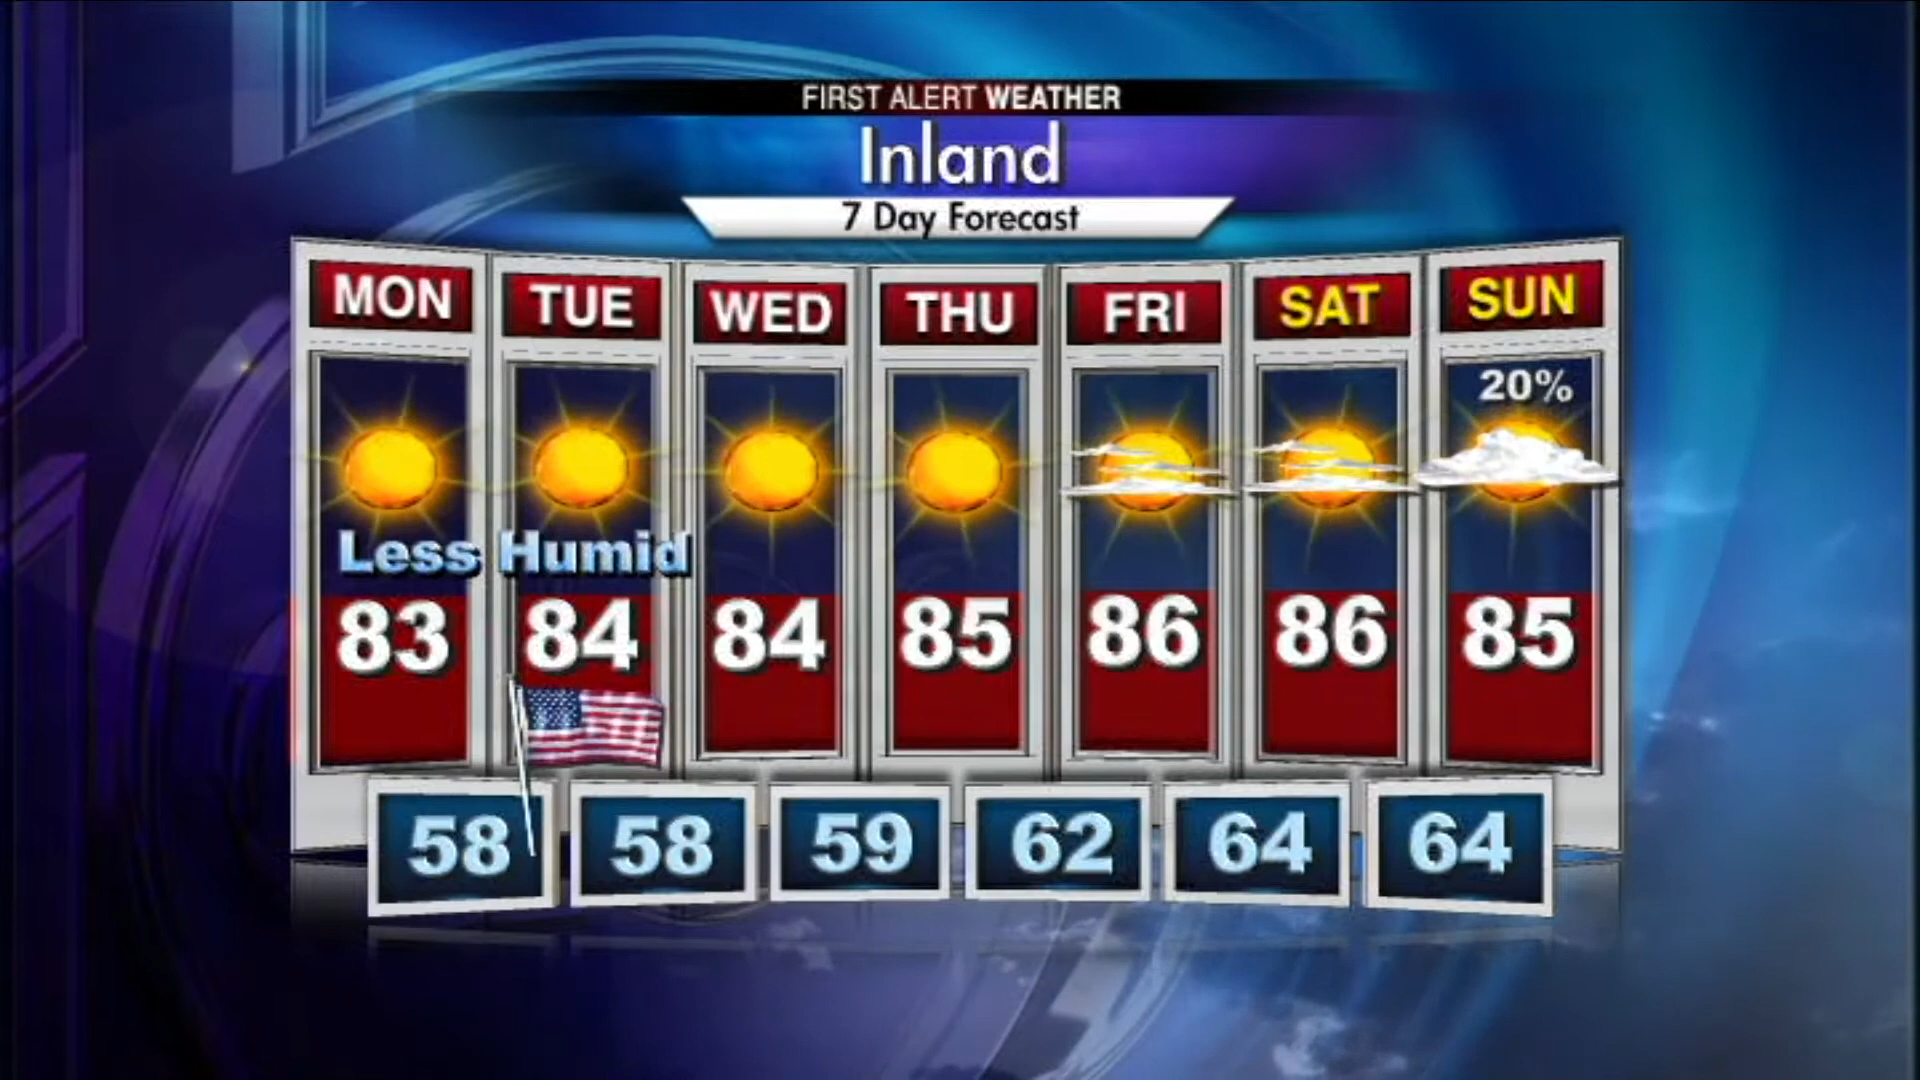 FIRST ALERT WEATHER
Inland
7 Day Forecast
MON TUE WED THU FRI SAT SUN
20%
Less Humid
83 84 84 85 86 86 85
58 58 59 62 64 64